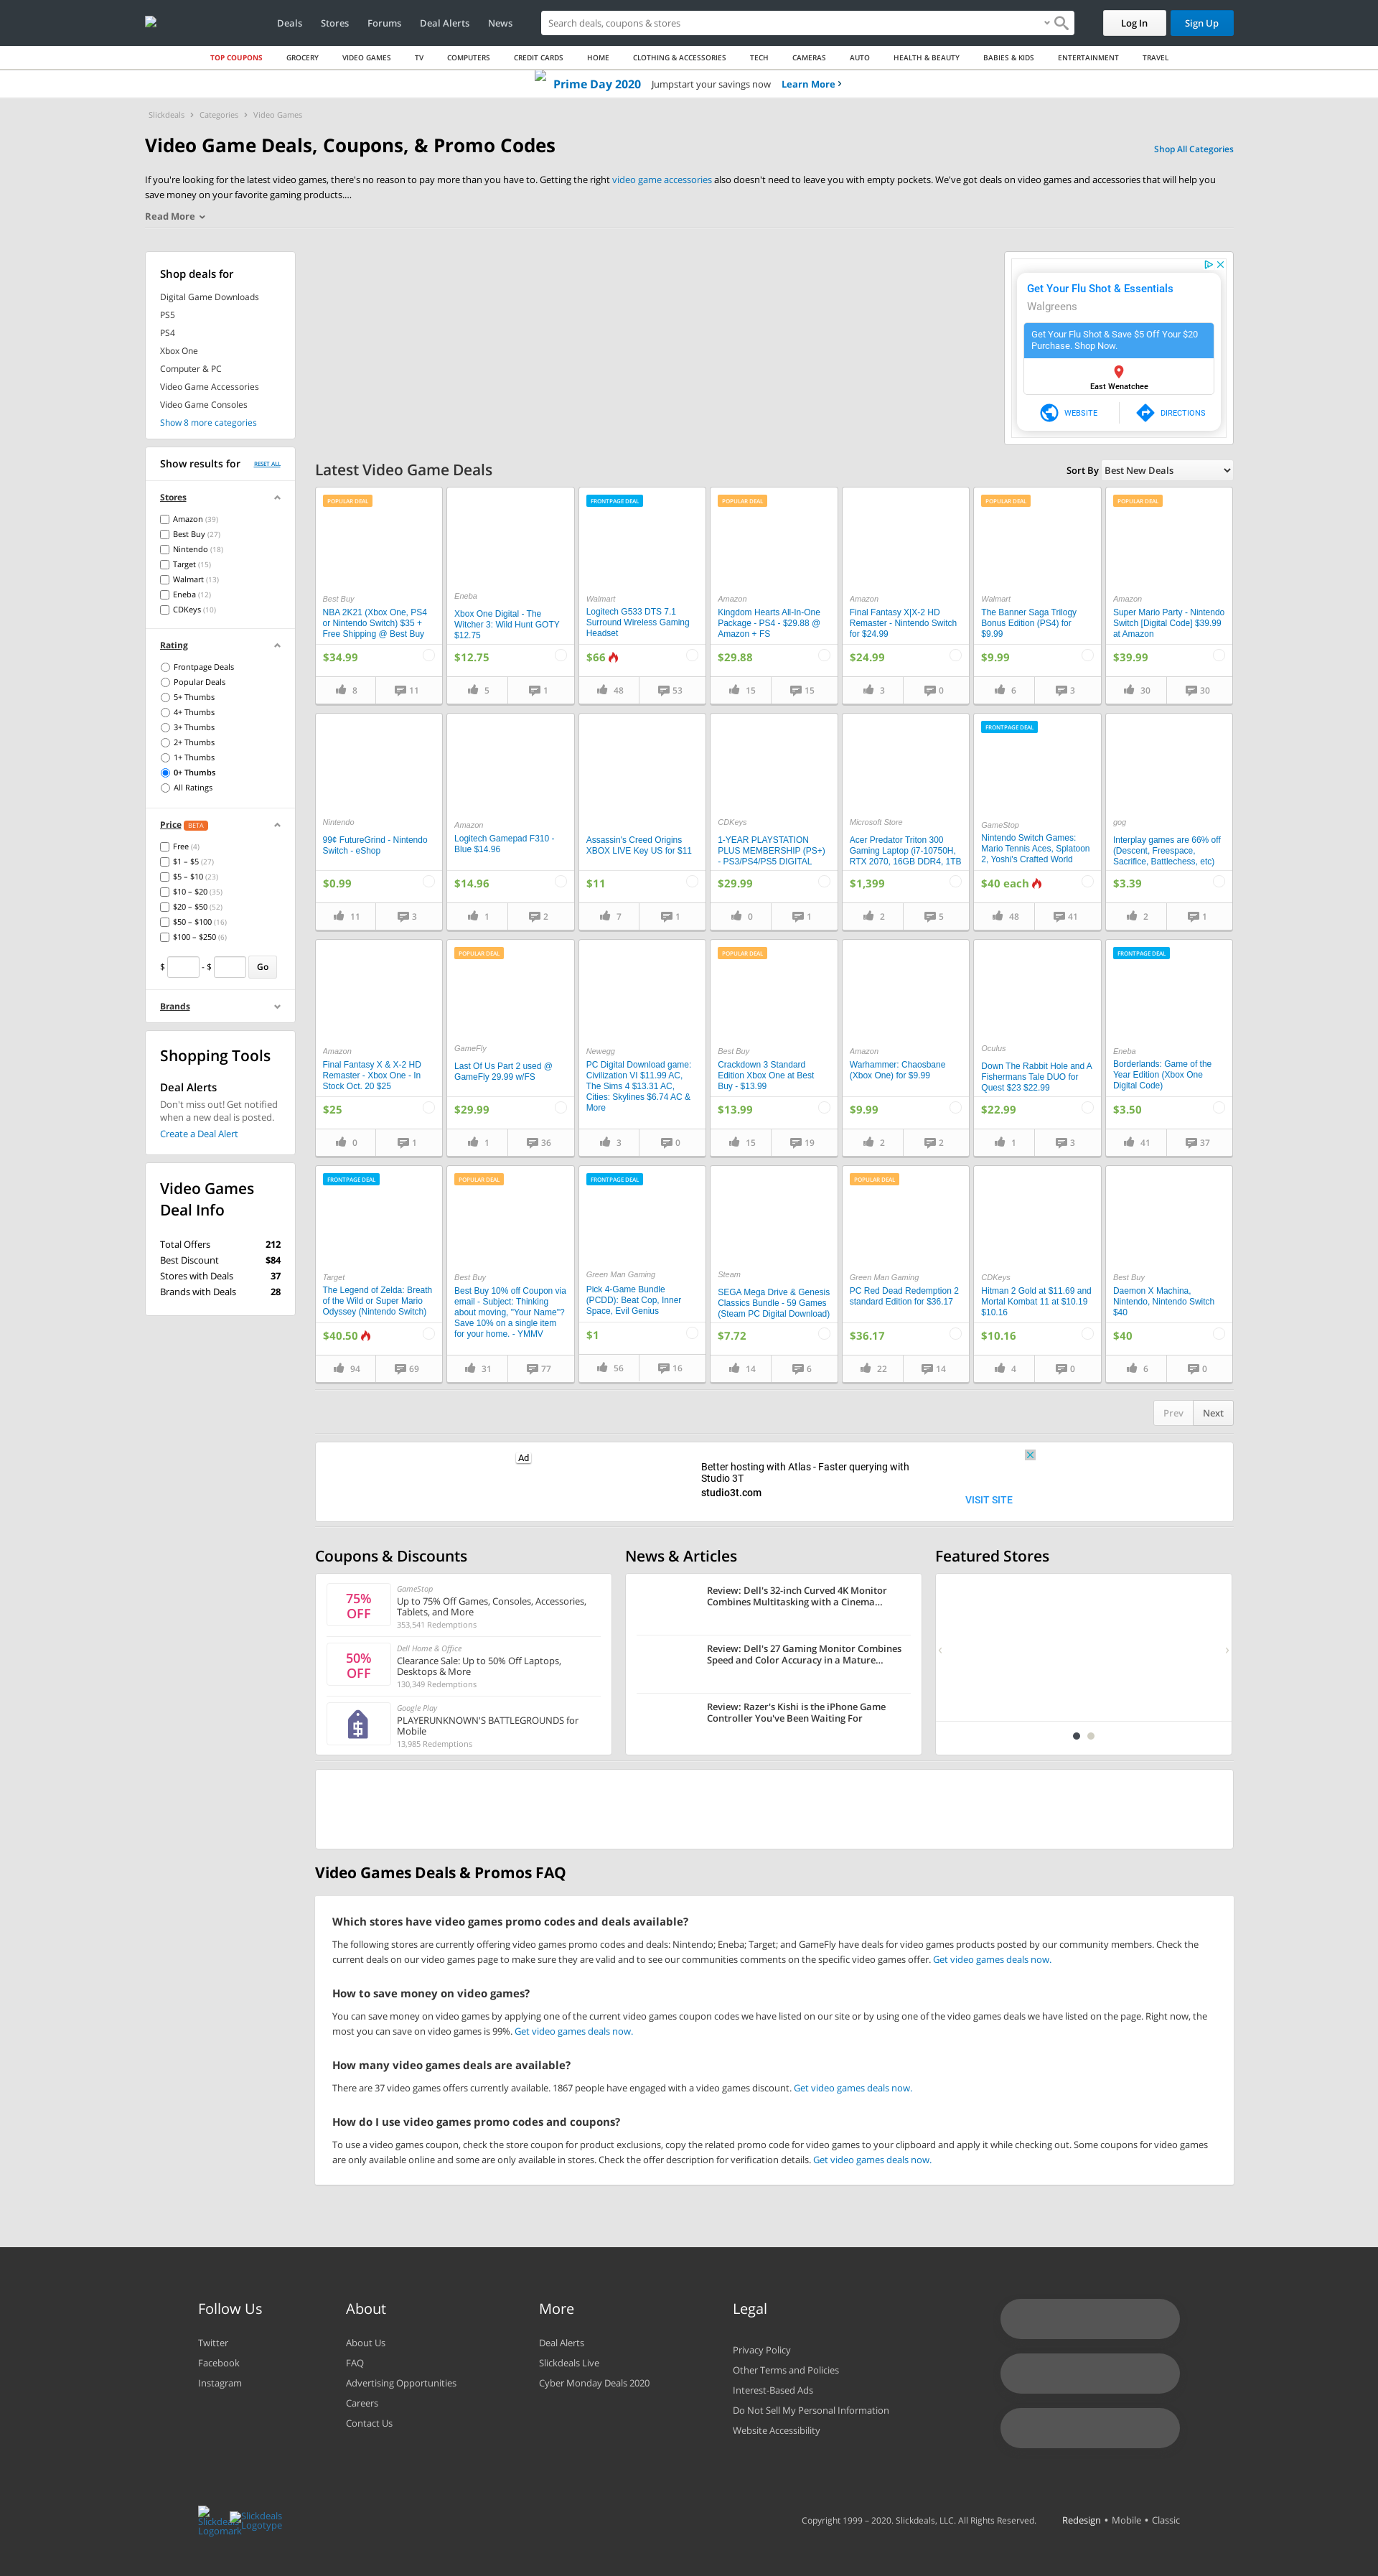 Deals
Stores
Forums
Deal Alerts
News
Search deals, coupons & stores
Log In
Sign Up
TOP COUPONS
GROCERY
VIDEO GAMES
TV
COMPUTERS
CREDIT CARDS
HOME
CLOTHING & ACCESSORIES
TECH
CAMERAS
AUTO
HEALTH & BEAUTY
BABIES & KIDS
ENTERTAINMENT
TRAVEL
Prime Day 2020 Jumpstart your savings now Learn More
Slickdeals > Categories > Video Games
Video Game Deals, Coupons, & Promo Codes
Shop All Categories
If you're looking for the latest video games, there's no reason to pay more than you have to. Getting the right video game accessories also doesn't need to leave you with empty pockets. We've got deals on video games and accessories that will help you
save money on your favorite gaming products....
Read More
Shop deals for
Digital Game Downloads
PS5
PS4
Xbox One
Computer & PC
Video Game Accessories
Video Game Consoles
Show 8 more categories
Show results for
RESET ALL
Stores
Amazon (39)
Best Buy (27)
Nintendo (18)
Target (15)
Walmart (13)
Eneba (12)
CDKeys (10)
Rating
Frontpage Deals
Popular Deals
5+ Thumbs
4+ Thumbs
3+ Thumbs
2+ Thumbs
1+ Thumbs
0+ Thumbs
All Ratings
Price BETA
Free (4)
$1 – $5 (27)
$5 – $10 (23)
$10 – $20 (35)
$20 – $50 (52)
$50 – $100 (16)
$100 – $250 (6)
$ - $ Go
Brands
Shopping Tools
Deal Alerts
Don't miss out! Get notified
when a new deal is posted.
Create a Deal Alert
Video Games
Deal Info
Total Offers 212
Best Discount $84
Stores with Deals 37
Brands with Deals 28
Get Your Flu Shot & Essentials
Walgreens
Get Your Flu Shot & Save $5 Off Your $20
Purchase. Shop Now.
East Wenatchee
WEBSITE
DIRECTIONS
Latest Video Game Deals
Sort By Best New Deals
POPULAR DEAL
Best Buy
NBA 2K21 (Xbox One, PS4
or Nintendo Switch) $35 +
Free Shipping @ Best Buy
$34.99
8 11
Eneba
Xbox One Digital - The
Witcher 3: Wild Hunt GOTY
$12.75
$12.75
5 1
FRONTPAGE DEAL
Walmart
Logitech G533 DTS 7.1
Surround Wireless Gaming
Headset
$66
48 53
POPULAR DEAL
Amazon
Kingdom Hearts All-In-One
Package - PS4 - $29.88 @
Amazon + FS
$29.88
15 15
Amazon
Final Fantasy X|X-2 HD
Remaster - Nintendo Switch
for $24.99
$24.99
3 0
POPULAR DEAL
Walmart
The Banner Saga Trilogy
Bonus Edition (PS4) for
$9.99
$9.99
6 3
POPULAR DEAL
Amazon
Super Mario Party - Nintendo
Switch [Digital Code] $39.99
at Amazon
$39.99
30 30
Nintendo
99¢ FutureGrind - Nintendo
Switch - eShop
$0.99
11 3
Amazon
Logitech Gamepad F310 -
Blue $14.96
$14.96
1 2
Assassin's Creed Origins
XBOX LIVE Key US for $11
$11
7 1
CDKeys
1-YEAR PLAYSTATION
PLUS MEMBERSHIP (PS+)
- PS3/PS4/PS5 DIGITAL
$29.99
0 1
Microsoft Store
Acer Predator Triton 300
Gaming Laptop (i7-10750H,
RTX 2070, 16GB DDR4, 1TB
$1,399
2 5
FRONTPAGE DEAL
GameStop
Nintendo Switch Games:
Mario Tennis Aces, Splatoon
2, Yoshi's Crafted World
$40 each
48 41
gog
Interplay games are 66% off
(Descent, Freespace,
Sacrifice, Battlechess, etc)
$3.39
2 1
Amazon
Final Fantasy X & X-2 HD
Remaster - Xbox One - In
Stock Oct. 20 $25
$25
0 1
POPULAR DEAL
GameFly
Last Of Us Part 2 used @
GameFly 29.99 w/FS
$29.99
1 36
Newegg
PC Digital Download game:
Civilization VI $11.99 AC,
The Sims 4 $13.31 AC,
Cities: Skylines $6.74 AC &
More
3 0
POPULAR DEAL
Best Buy
Crackdown 3 Standard
Edition Xbox One at Best
Buy - $13.99
$13.99
15 19
Amazon
Warhammer: Chaosbane
(Xbox One) for $9.99
$9.99
2 2
Oculus
Down The Rabbit Hole and A
Fishermans Tale DUO for
Quest $23 $22.99
$22.99
1 3
FRONTPAGE DEAL
Eneba
Borderlands: Game of the
Year Edition (Xbox One
Digital Code)
$3.50
41 37
FRONTPAGE DEAL
Target
The Legend of Zelda: Breath
of the Wild or Super Mario
Odyssey (Nintendo Switch)
$40.50
94 69
POPULAR DEAL
Best Buy
Best Buy 10% off Coupon via
email - Subject: Thinking
about moving, "Your Name"?
Save 10% on a single item
for your home. - YMMV
31 77
FRONTPAGE DEAL
Green Man Gaming
Pick 4-Game Bundle
(PCDD): Beat Cop, Inner
Space, Evil Genius
$1
56 16
Steam
SEGA Mega Drive & Genesis
Classics Bundle - 59 Games
(Steam PC Digital Download)
$7.72
14 6
POPULAR DEAL
Green Man Gaming
PC Red Dead Redemption 2
standard Edition for $36.17
$36.17
22 14
CDKeys
Hitman 2 Gold at $11.69 and
Mortal Kombat 11 at $10.19
$10.16
$10.16
4 0
Best Buy
Daemon X Machina,
Nintendo, Nintendo Switch
$40
$40
6 0
Prev
Next
Ad
Better hosting with Atlas - Faster querying with
Studio 3T
studio3t.com
VISIT SITE
Coupons & Discounts
75%
OFF
GameStop
Up to 75% Off Games, Consoles, Accessories,
Tablets, and More
353,541 Redemptions
50%
OFF
Dell Home & Office
Clearance Sale: Up to 50% Off Laptops,
Desktops & More
130,349 Redemptions
Google Play
PLAYERUNKNOWN'S BATTLEGROUNDS for
Mobile
13,985 Redemptions
News & Articles
Review: Dell's 32-inch Curved 4K Monitor
Combines Multitasking with a Cinema...
Review: Dell's 27 Gaming Monitor Combines
Speed and Color Accuracy in a Mature...
Review: Razer's Kishi is the iPhone Game
Controller You've Been Waiting For
Featured Stores
Video Games Deals & Promos FAQ
Which stores have video games promo codes and deals available?
The following stores are currently offering video games promo codes and deals: Nintendo; Eneba; Target; and GameFly have deals for video games products posted by our community members. Check the
current deals on our video games page to make sure they are valid and to see our communities comments on the specific video games offer. Get video games deals now.
How to save money on video games?
You can save money on video games by applying one of the current video games coupon codes we have listed on our site or by using one of the video games deals we have listed on the page. Right now, the
most you can save on video games is 99%. Get video games deals now.
How many video games deals are available?
There are 37 video games offers currently available. 1867 people have engaged with a video games discount. Get video games deals now.
How do I use video games promo codes and coupons?
To use a video games coupon, check the store coupon for product exclusions, copy the related promo code for video games to your clipboard and apply it while checking out. Some coupons for video games
are only available online and some are only available in stores. Check the offer description for verification details. Get video games deals now.
Follow Us
Twitter
Facebook
Instagram
About
About Us
FAQ
Advertising Opportunities
Careers
Contact Us
More
Deal Alerts
Slickdeals Live
Cyber Monday Deals 2020
Legal
Privacy Policy
Other Terms and Policies
Interest-Based Ads
Do Not Sell My Personal Information
Website Accessibility
Slickdeals
Logomark
Slickdeals
Logotype
Copyright 1999 – 2020. Slickdeals, LLC. All Rights Reserved.
Redesign • Mobile • Classic